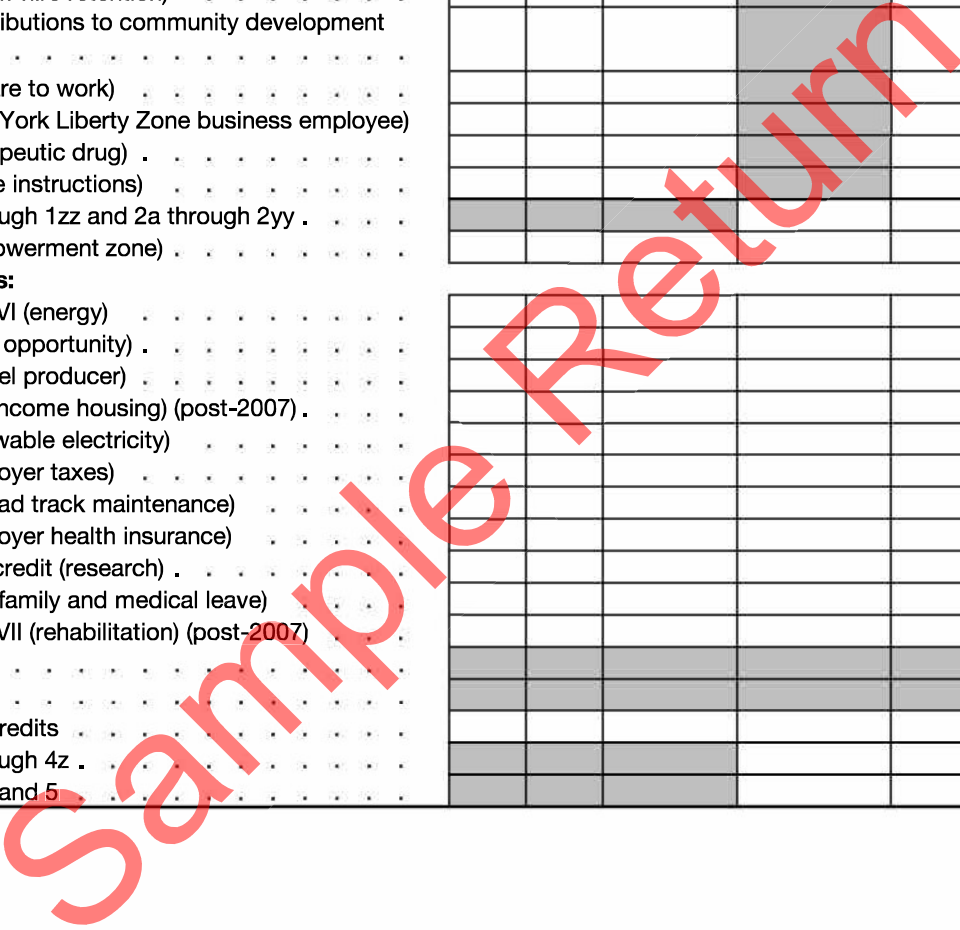 ibutions to community development
re to work)
York Liberty Zone business employee)
peutic drug) .
e instructions)
ugh 1zz and 2a through 2yy .
owerment zone) .
s:
VI (energy)
opportunity) .
el producer)
ncome housing) (post-2007) .
wable electricity)
oyer taxes)
ad track maintenance)
oyer health insurance)
credit (research) .
family and medical leave)
VII (rehabilitation) (post-2007)
redits
ugh 4z .
and 5
Sample Return